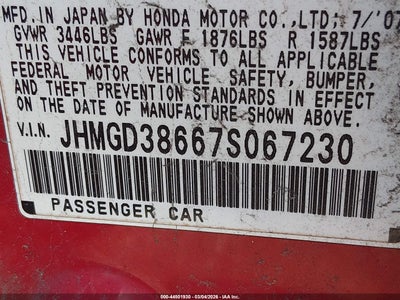 MFD. IN JAPAN BY HONDA MOTOR CO.,LTD; 7/'07
GVWR 3446LBS GAWR F 1876LBS R 1587LBS
THIS VEHICLE CONFORMS TO ALL APPLICABLE
FEDERAL MOTOR VEHICLE SAFETY, BUMPER,
AND THEFT PREVENTION STANDARDS IN EFFECT
ON THE DATE OF MANUFACTURE SHOWN ABOVE.
V.I.N. JHMGD38667S067230
PASSENGER CAR
000-44501930 - 03/04/2026 - IAA Inc.